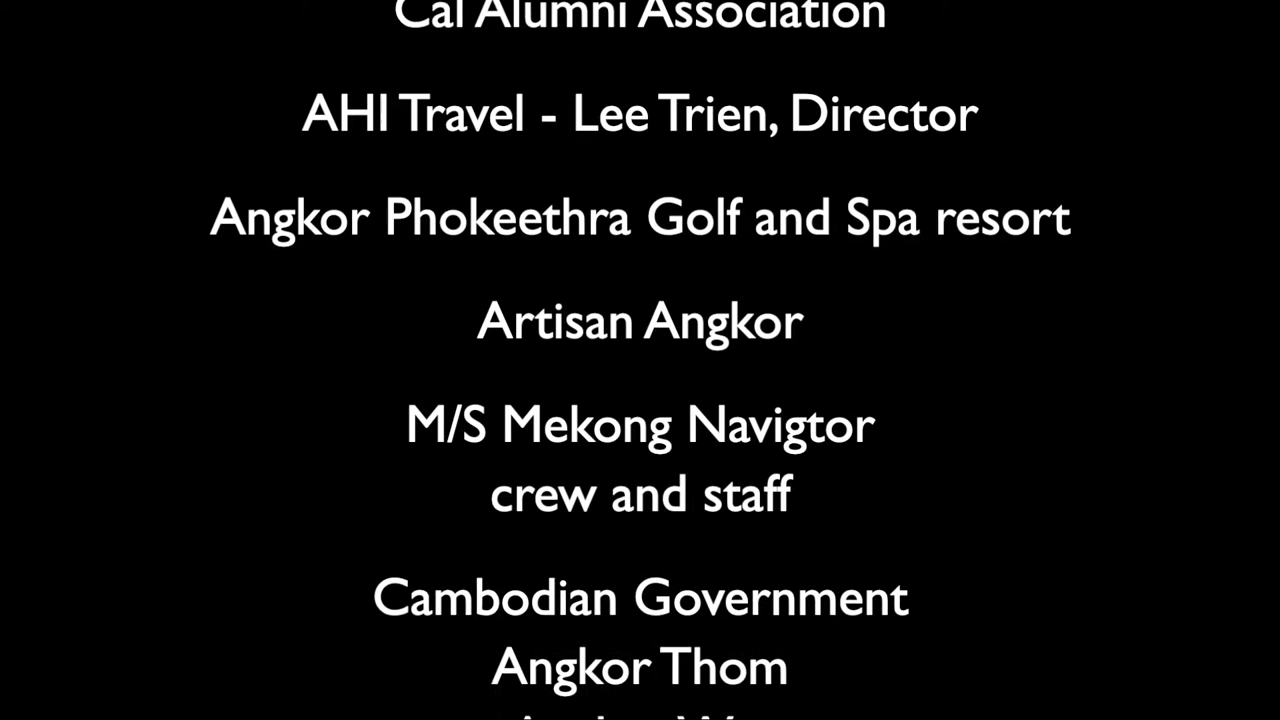 Cal Alumni Association
AHI Travel - Lee Trien, Director
Angkor Phokeethra Golf and Spa resort
Artisan Angkor
M/S Mekong Navigtor
crew and staff
Cambodian Government
Angkor Thom